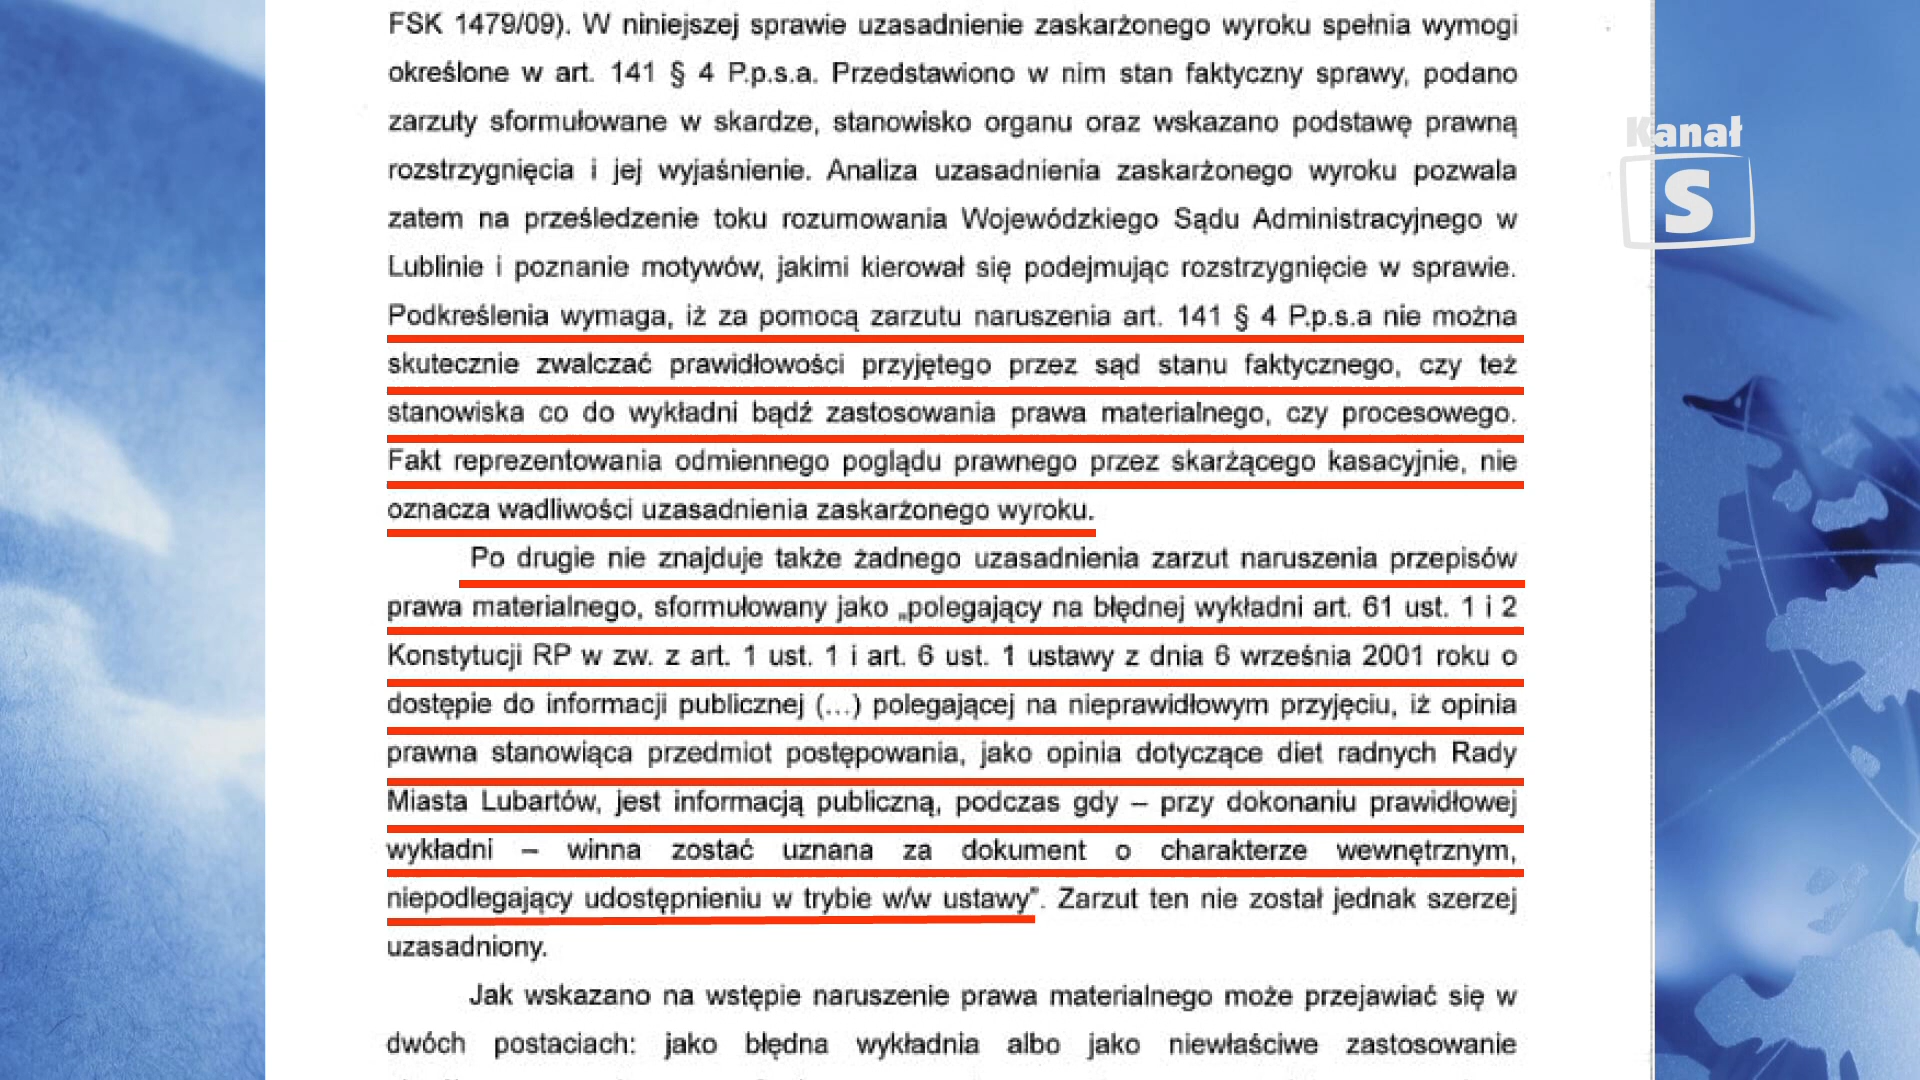 FSK 1479/09). W niniejszej sprawie uzasadnienie zaskarżonego wyroku spełnia wymogi
określone w art. 141 § 4 P.p.s.a. Przedstawiono w nim stan faktyczny sprawy, podano
zarzuty sformułowane w skardze, stanowisko organu oraz wskazano podstawę prawną
rozstrzygnięcia i jej wyjaśnienie. Analiza uzasadnienia zaskarżonego wyroku pozwala
zatem na prześledzenie toku rozumowania Wojewódzkiego Sądu Administracyjnego w
Lublinie i poznanie motywów, jakimi kierował się podejmując rozstrzygnięcie w sprawie.
Podkreślenia wymaga, iż za pomocą zarzutu naruszenia art. 141 § 4 P.p.s.a nie można
skutecznie zwalczać prawidłowości przyjętego przez sąd stanu faktycznego, czy też
stanowiska co do wykładni bądź zastosowania prawa materialnego, czy procesowego.
Fakt reprezentowania odmiennego poglądu prawnego przez skarżącego kasacyjnie, nie
oznacza wadliwości uzasadnienia zaskarżonego wyroku.
Po drugie nie znajduje także żadnego uzasadnienia zarzut naruszenia przepisów
prawa materialnego, sformułowany jako „polegający na błędnej wykładni art. 61 ust. 1 i 2
Konstytucji RP w zw. z art. 1 ust. 1 i art. 6 ust. 1 ustawy z dnia 6 września 2001 roku o
dostępie do informacji publicznej (...) polegającej na nieprawidłowym przyjęciu, iż opinia
prawna stanowiąca przedmiot postępowania, jako opinia dotyczące diet radnych Rady
Miasta Lubartów, jest informacją publiczną, podczas gdy – przy dokonaniu prawidłowej
wykładni – winna zostać uznana za dokument o charakterze wewnętrznym,
niepodlegający udostępnieniu w trybie w/w ustawy”. Zarzut ten nie został jednak szerzej
uzasadniony.
Jak wskazano na wstępie naruszenie prawa materialnego może przejawiać się w
dwóch postaciach: jako błędna wykładnia albo jako niewłaściwe zastosowanie
Kanał
S